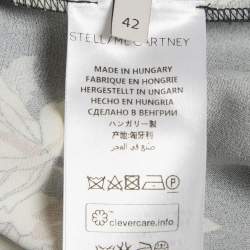 42
STELLA McCARTNEY
MADE IN HUNGARY
FABRIQUE EN HONGRIE
HERGESTELLT IN UNGARN
HECHO EN HUNGRIA
СДЕЛАНО В ВЕНГРИИ
ハンガリー製
产地:匈牙利
صنع في المجر
clevercare.info